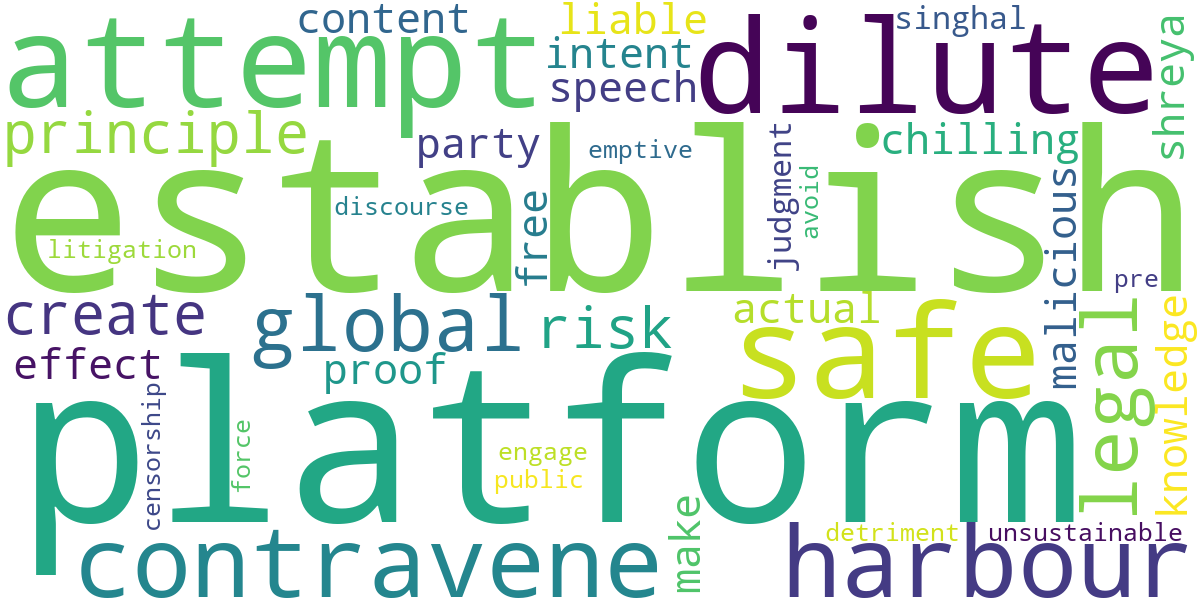 content
liable
singhal
attempt
intent
dilute
shreya
speech
principle
party
emptive
judgment
chilling
establish
discourse
free
avoid
malicious
litigation
pre
create
global
risk
actual
safe
legal
knowledge
effect
proof
platform
censorship
force
engage
public
make
contravene
harbour
detriment
unsustainable